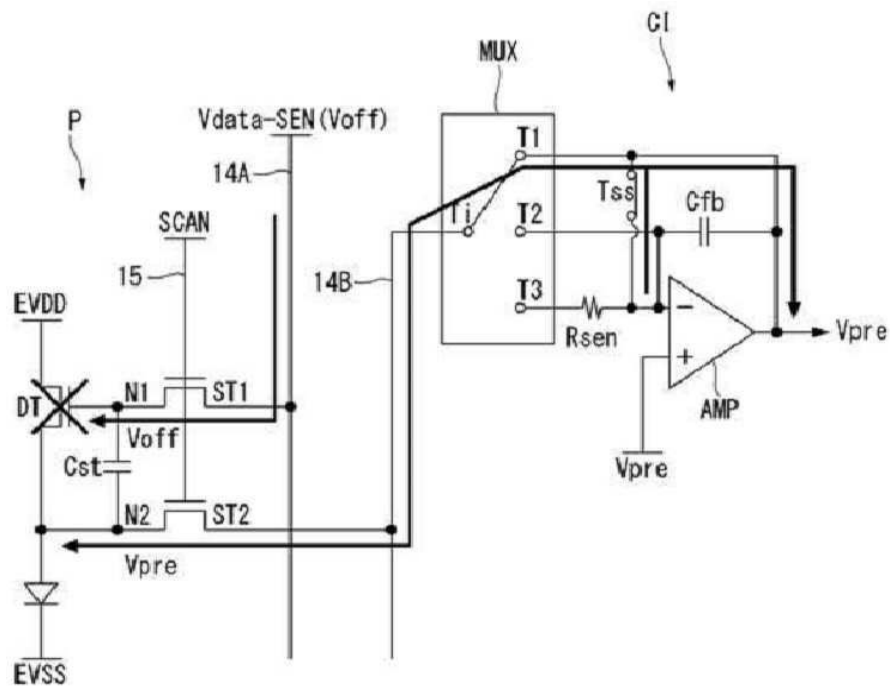 CI
MUX
P
Vdata-SEN(Voff)
T1
14A
Tss
Cfb
Ti
T2
SCAN
15
14B
T3
EVDD
Rsen
−
Vpre
+
N1
ST1
AMP
DT
Voff
Vpre
Cst
N2
ST2
Vpre
EVSS